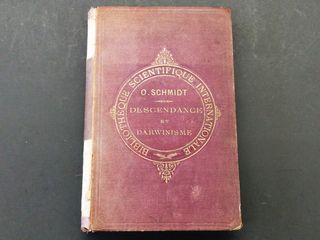 BIBLIOTHÈQUE SCIENTIFIQUE INTERNATIONALE
O. SCHMIDT
DESCENDANCE
ET
DARWINISME